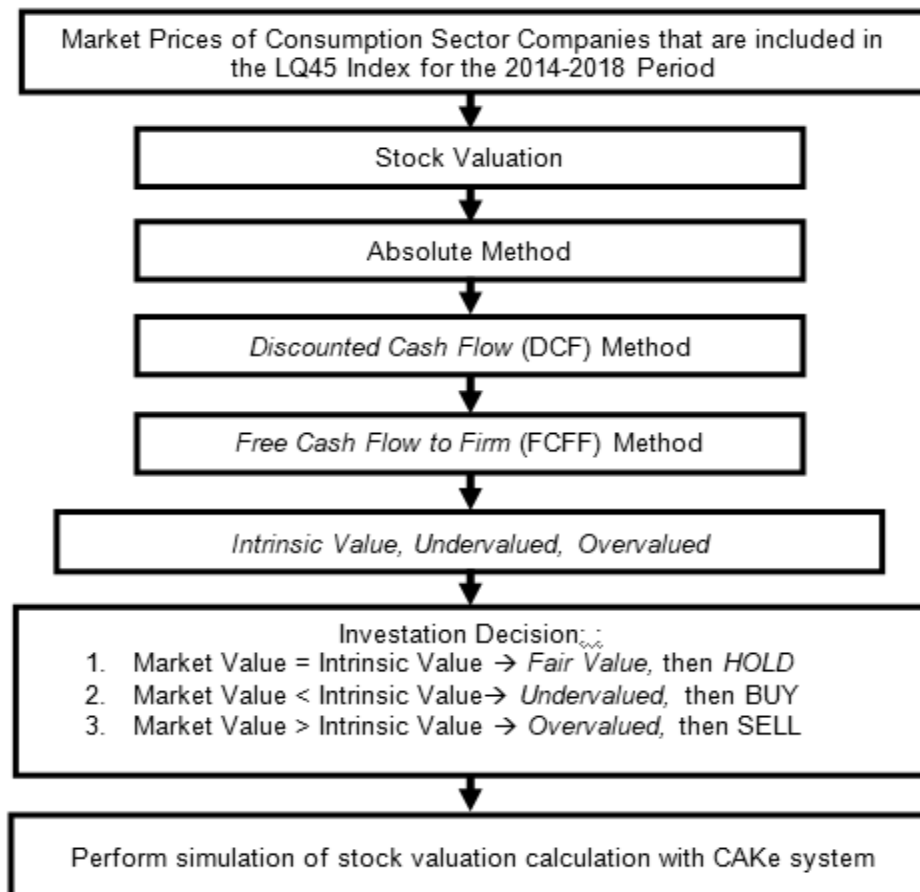 Market Prices of Consumption Sector Companies that are included in
the LQ45 Index for the 2014-2018 Period
Stock Valuation
Absolute Method
Discounted Cash Flow (DCF) Method
Free Cash Flow to Firm (FCFF) Method
Intrinsic Value, Undervalued, Overvalued
Investation Decision: :
1. Market Value = Intrinsic Value → Fair Value, then HOLD
2. Market Value < Intrinsic Value→ Undervalued, then BUY
3. Market Value > Intrinsic Value → Overvalued, then SELL
Perform simulation of stock valuation calculation with CAKe system